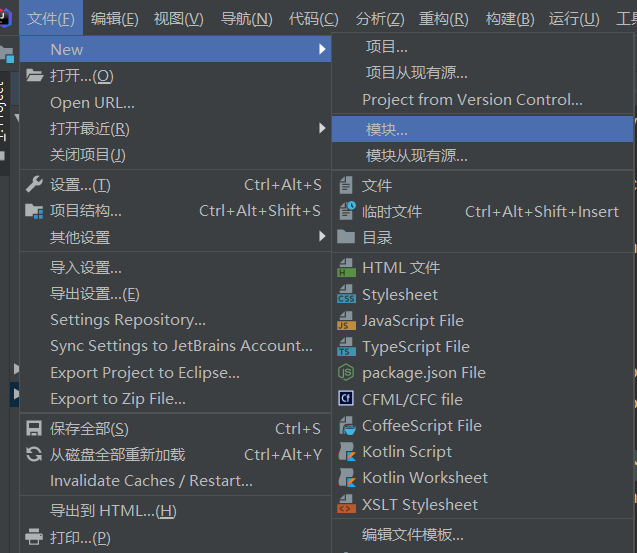 文件(F) 编辑(E) 视图(V) 导航(N) 代码(C) 分析(Z) 重构(R) 构建(B) 运行(U) 工具
Project
New
打开...(O)
Open URL...
打开最近(R)
关闭项目(J)
设置...(T) Ctrl+Alt+S
项目结构... Ctrl+Alt+Shift+S
其他设置
导入设置...
导出设置...(E)
Settings Repository...
Sync Settings to JetBrains Account...
Export Project to Eclipse...
Export to Zip File...
保存全部(S) Ctrl+S
从磁盘全部重新加载 Ctrl+Alt+Y
Invalidate Caches / Restart...
导出到 HTML...(H)
打印...(P)
项目...
项目从现有源...
Project from Version Control...
模块...
模块从现有源...
文件
临时文件 Ctrl+Alt+Shift+Insert
目录
HTML 文件
Stylesheet
JavaScript File
TypeScript File
package.json File
CFML/CFC file
CoffeeScript File
Kotlin Script
Kotlin Worksheet
XSLT Stylesheet
编辑文件模板...